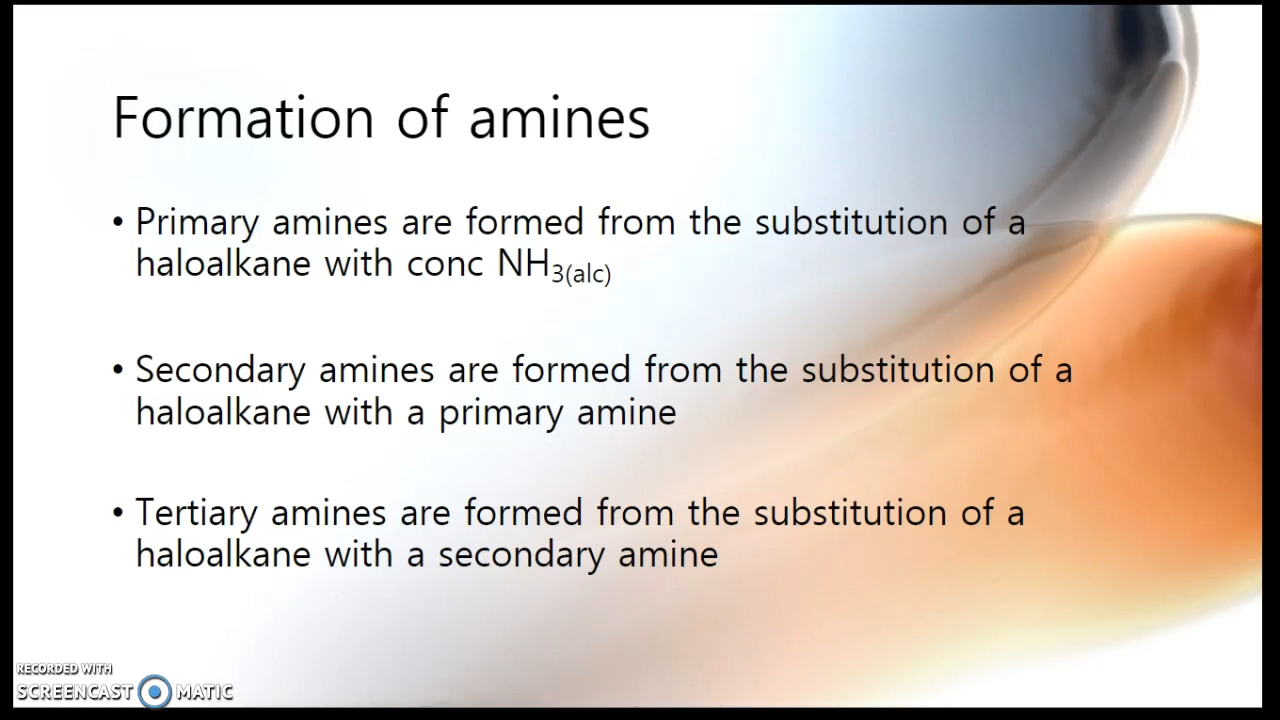 Formation of amines
• Primary amines are formed from the substitution of a
haloalkane with conc NH3(alc)
• Secondary amines are formed from the substitution of a
haloalkane with a primary amine
• Tertiary amines are formed from the substitution of a
haloalkane with a secondary amine
RECORDED WITH
SCREENCAST MATIC